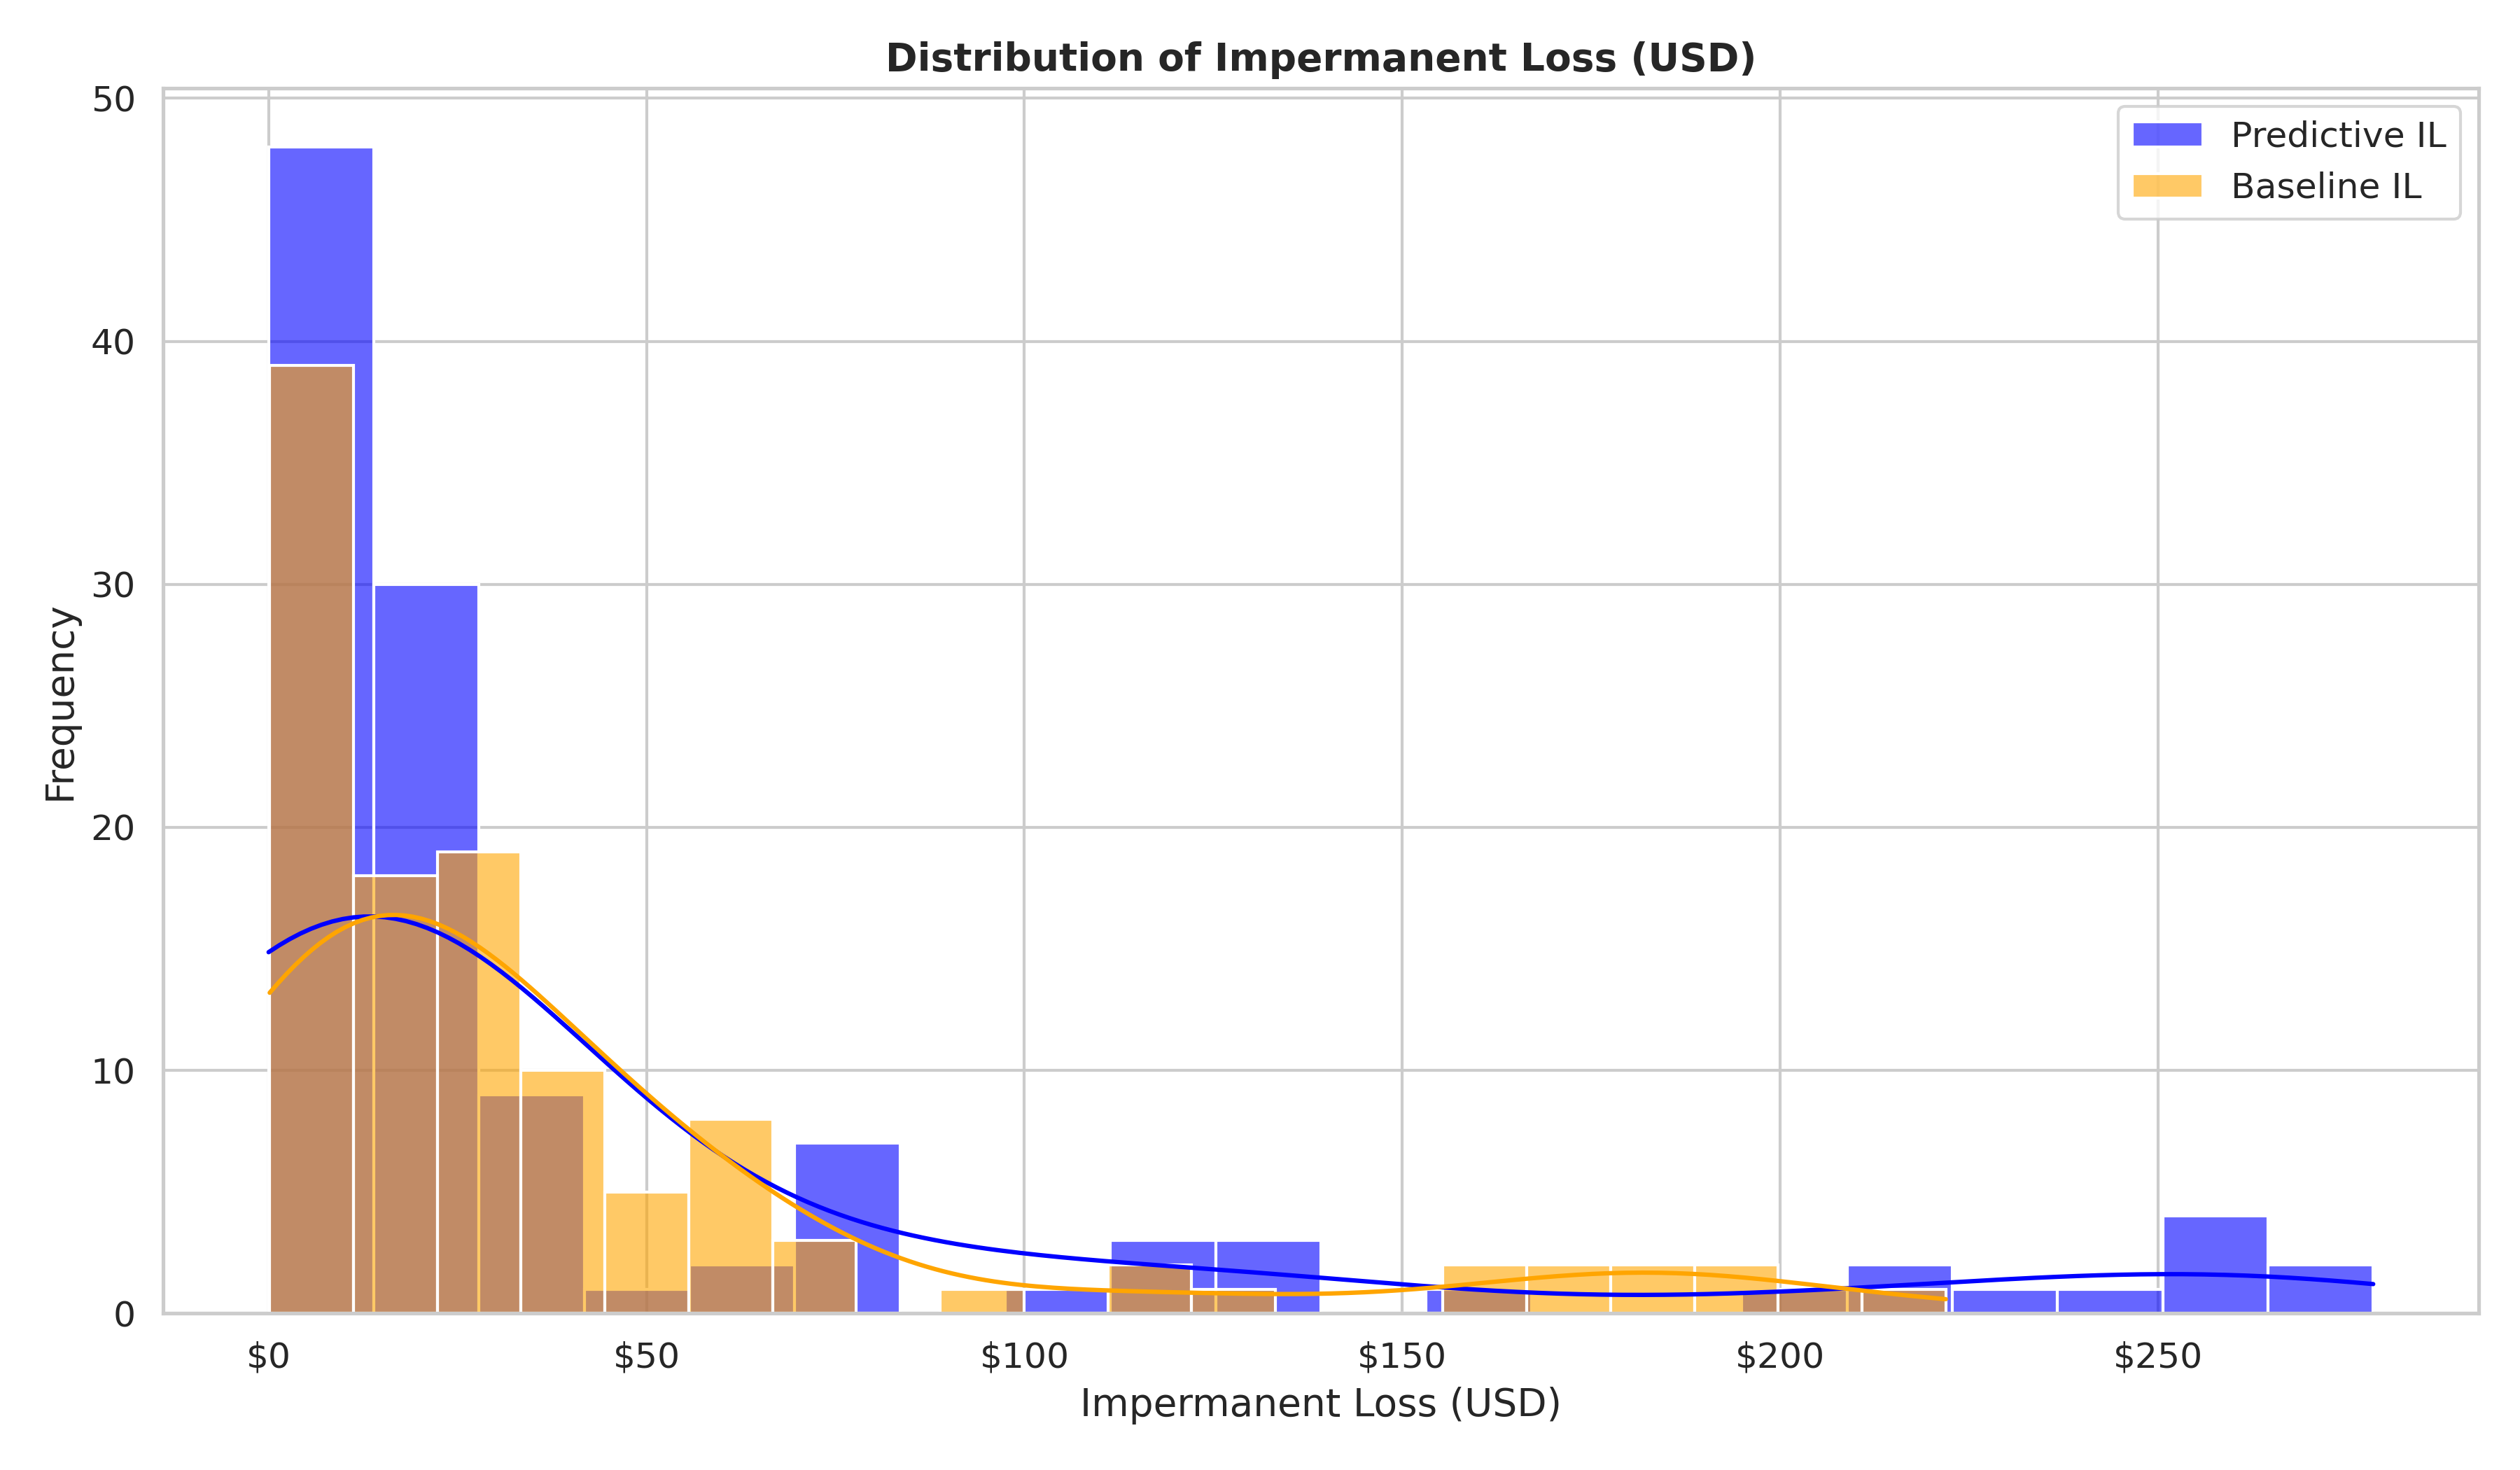 Distribution of Impermanent Loss (USD)
Predictive IL
Baseline IL
50
40
30
20
10
0
Frequency
$0
$50
$100
$150
$200
$250
Impermanent Loss (USD)